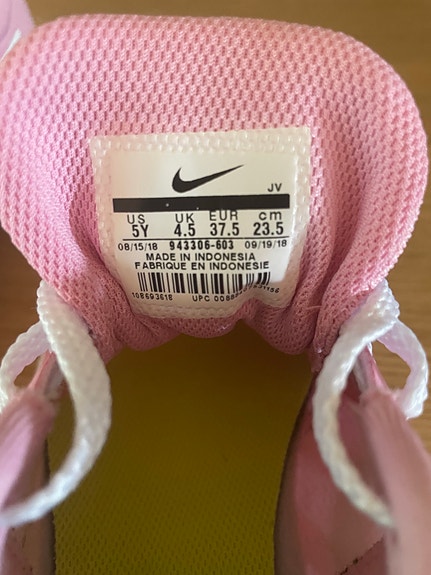 JV
US UK EUR cm
5Y 4.5 37.5 23.5
08/15/18 943306-603 09/19/18
MADE IN INDONESIA
FABRIQUE EN INDONESIE
108693618 UPC